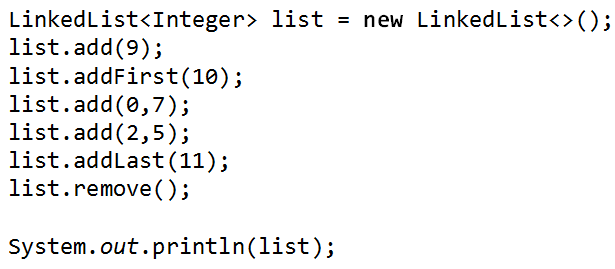 LinkedList<Integer> list = new LinkedList<>();
list.add(9);
list.addFirst(10);
list.add(0,7);
list.add(2,5);
list.addLast(11);
list.remove();
System.out.println(list);